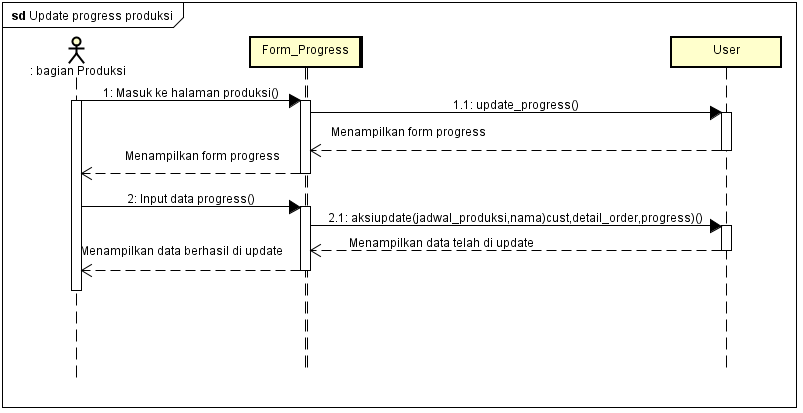 sd Update progress produksi
Form_Progress
User
: bagian Produksi
1: Masuk ke halaman produksi()
1.1: update_progress()
Menampilkan form progress
Menampilkan form progress
2: Input data progress()
2.1: aksiupdate(jadwal_produksi,nama)cust,detail_order,progress)()
Menampilkan data telah di update
Menampilkan data berhasil di update